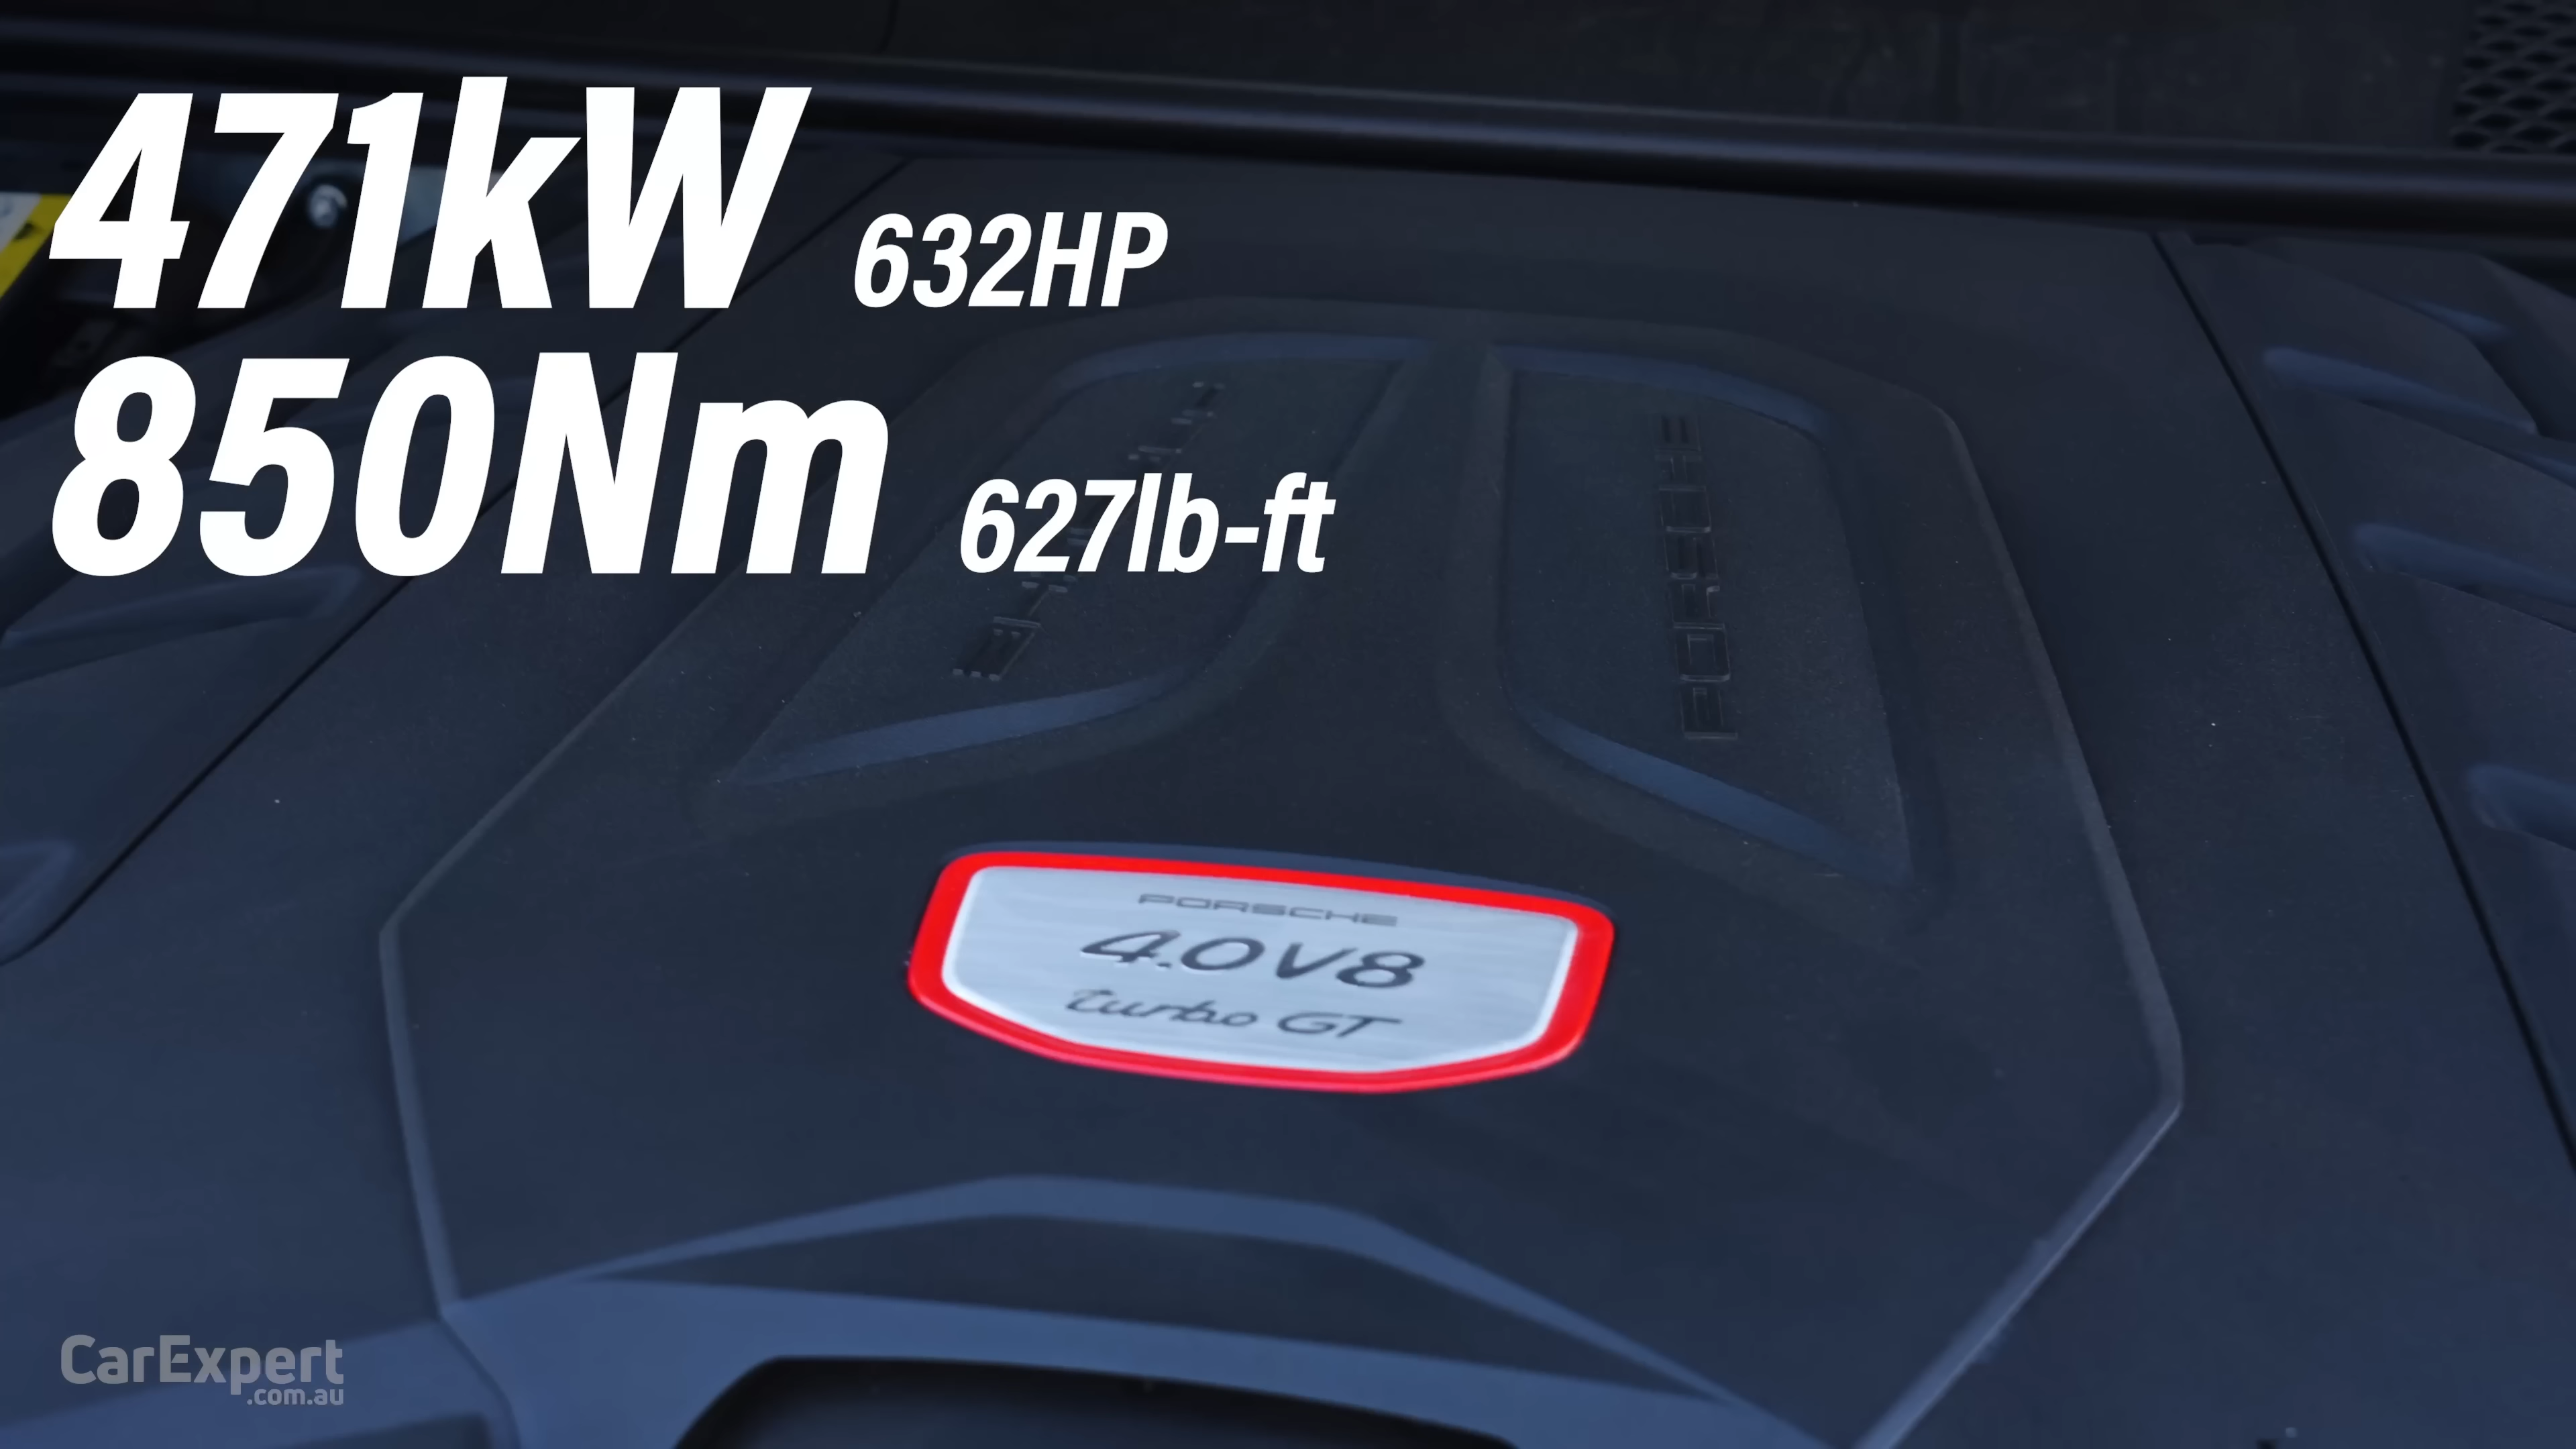 471kW 632HP
850Nm 627lb-ft
PORSCHE
4.0V8
turbo GT
CarExpert
.com.au